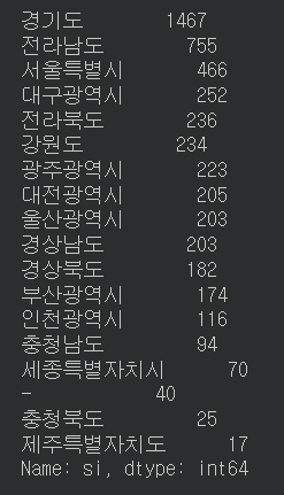 경기도 1467
전라남도 755
서울특별시 466
대구광역시 252
전라북도 236
강원도 234
광주광역시 223
대전광역시 205
울산광역시 203
경상남도 203
경상북도 182
부산광역시 174
인천광역시 116
충청남도 94
세종특별자치시 70
- 40
충청북도 25
제주특별자치도 17
Name: si, dtype: int64